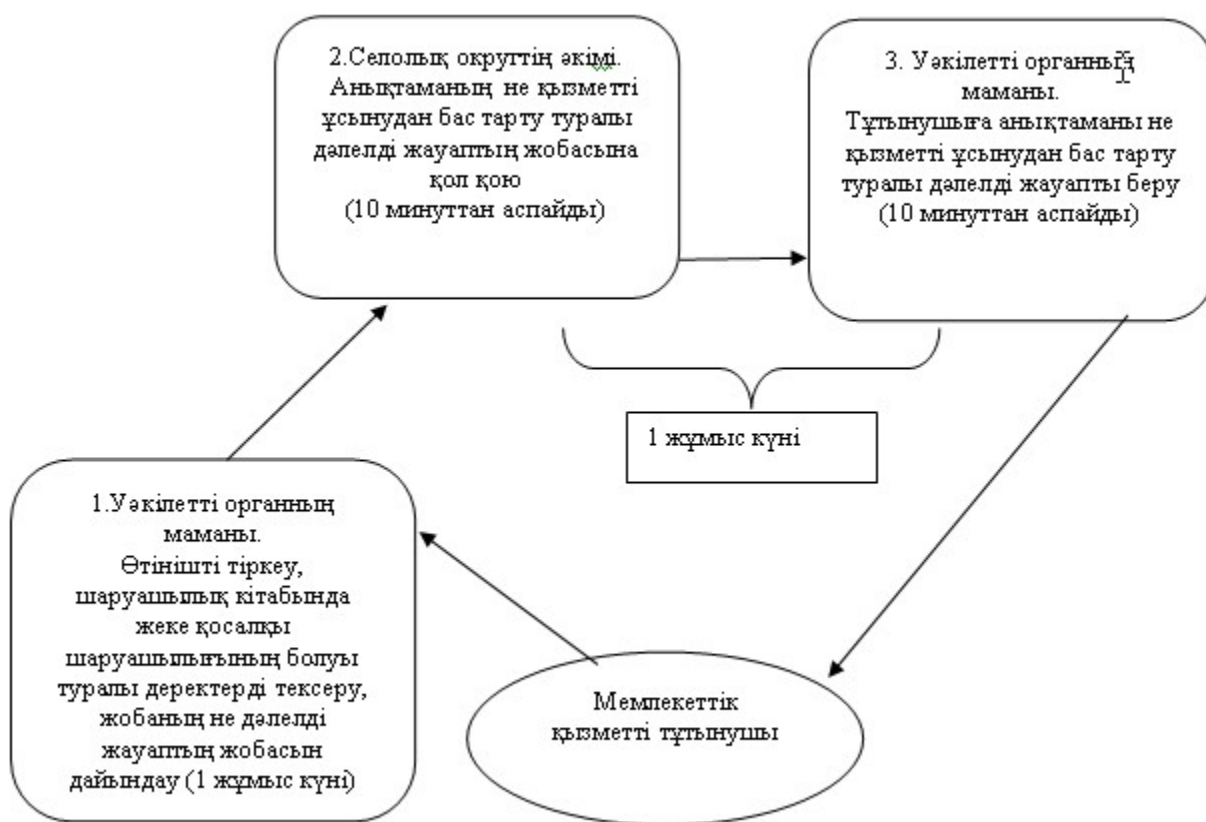 2.Селолық округтің әкімі.
Анықтаманың не қызметті
ұсынудан бас тарту туралы
дәлелді жауаптың жобасына
қол қою
(10 минуттан аспайды)
3. Уәкілетті органның
маманы.
Тұтынушыға анықтаманы не
қызметті ұсынудан бас тарту
туралы дәлелді жауапты беру
(10 минуттан аспайды)
1 жұмыс күні
1.Уәкілетті органның
маманы.
Өтінішті тіркеу,
шаруашылық кітабында
жеке қосалқы
шаруашылығының болуы
туралы деректерді тексеру,
жобаның не дәлелді
жауаптың жобасын
дайындау (1 жұмыс күні)
Мемлекеттік
қызметті тұтынушы